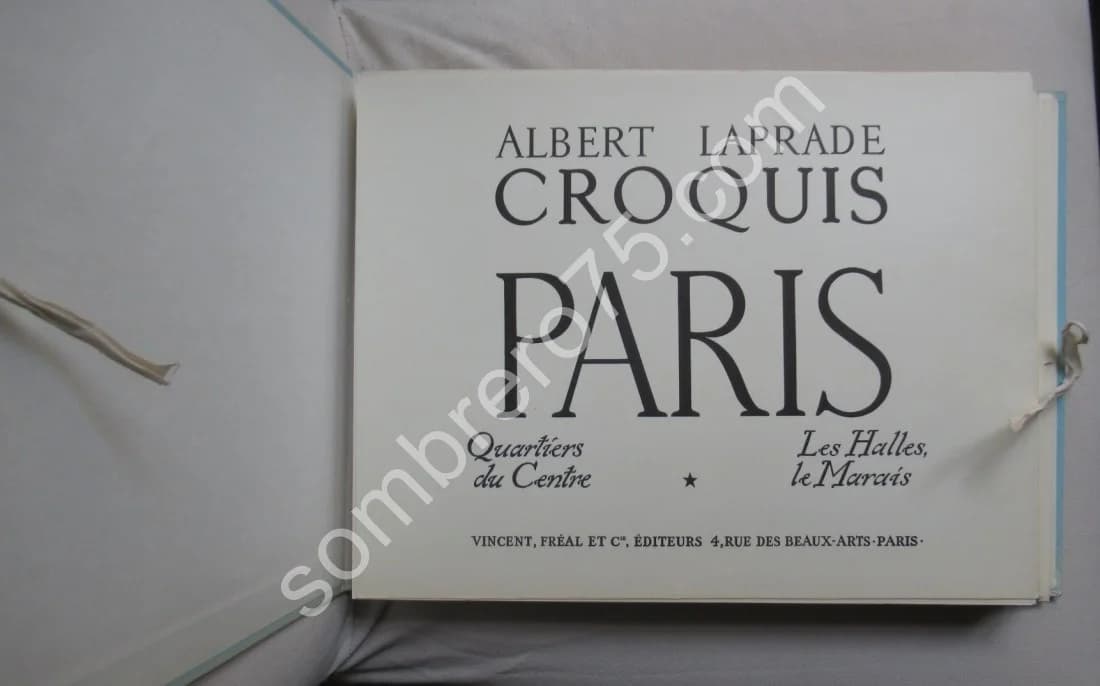 ALBERT LAPRADE
CROQUIS
PARIS
Quartiers
du Centre
★
Les Halles,
le Marais
VINCENT, FRÉAL ET Cie, ÉDITEURS 4, RUE DES BEAUX-ARTS · PARIS ·
sombrero75.com